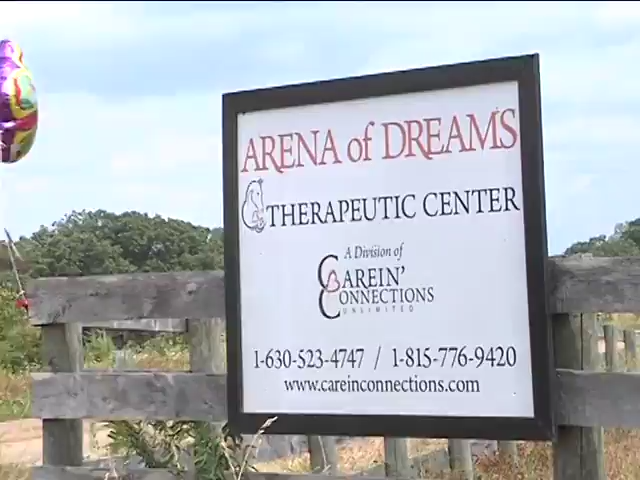 ARENA of DREAMS
THERAPEUTIC CENTER
A Division of
CAREIN'
CONNECTIONS
UNLIMITED
1-630-523-4747 / 1-815-776-9420
www.careinconnections.com